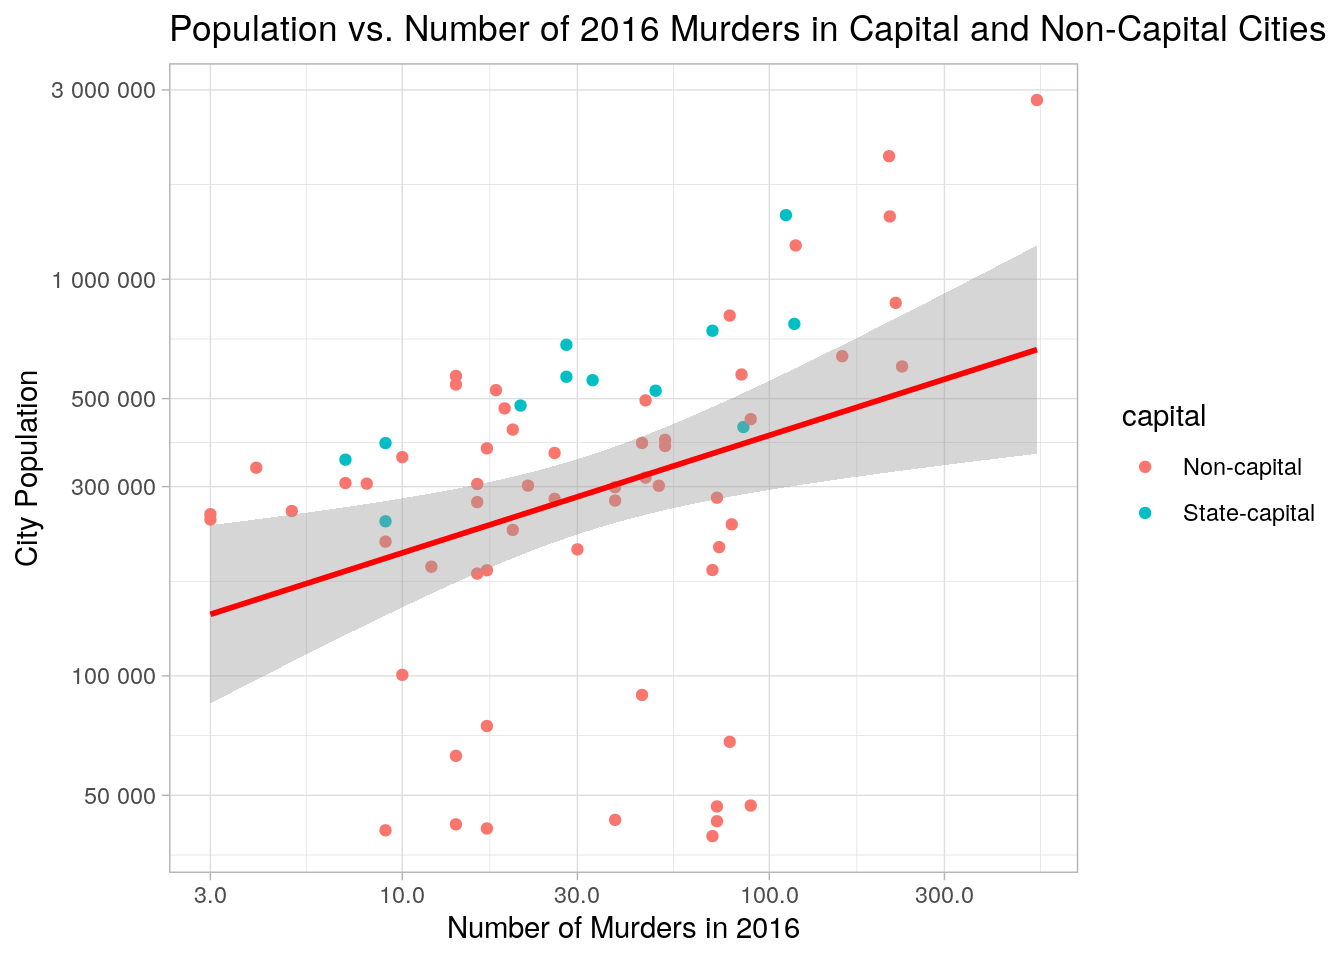 Population vs. Number of 2016 Murders in Capital and Non-Capital Cities
3 000 000
1 000 000
500 000
300 000
100 000
50 000
City Population
3.0
10.0
30.0
100.0
300.0
Number of Murders in 2016
capital
Non-capital
State-capital